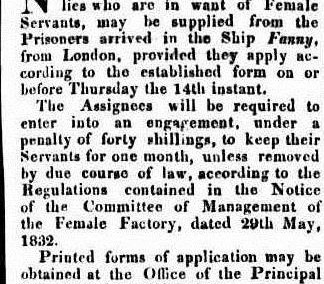 lies who are in want of Female
Servants, may be supplied from the
Prisoners arrived in the Ship Fanny,
from London, provided they apply ac-
cording to the established form on or
before Thursday the 14th instant.
The Assignees will be required to
enter into an engagement, under a
penalty of forty shillings, to keep their
Servants for one month, unless removed
by due course of law, according to the
Regulations contained in the Notice
of the Committee of Management of
the Female Factory, dated 29th May,
1832.
Printed forms of application may be
obtained at the Office of the Principal